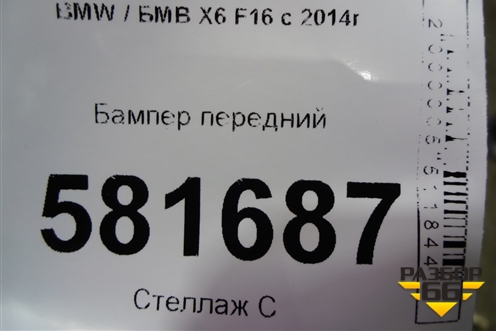 BMW / БМВ X6 F16 с 2014г
Бампер передний
581687
Стеллаж С
РАЗБОР
66